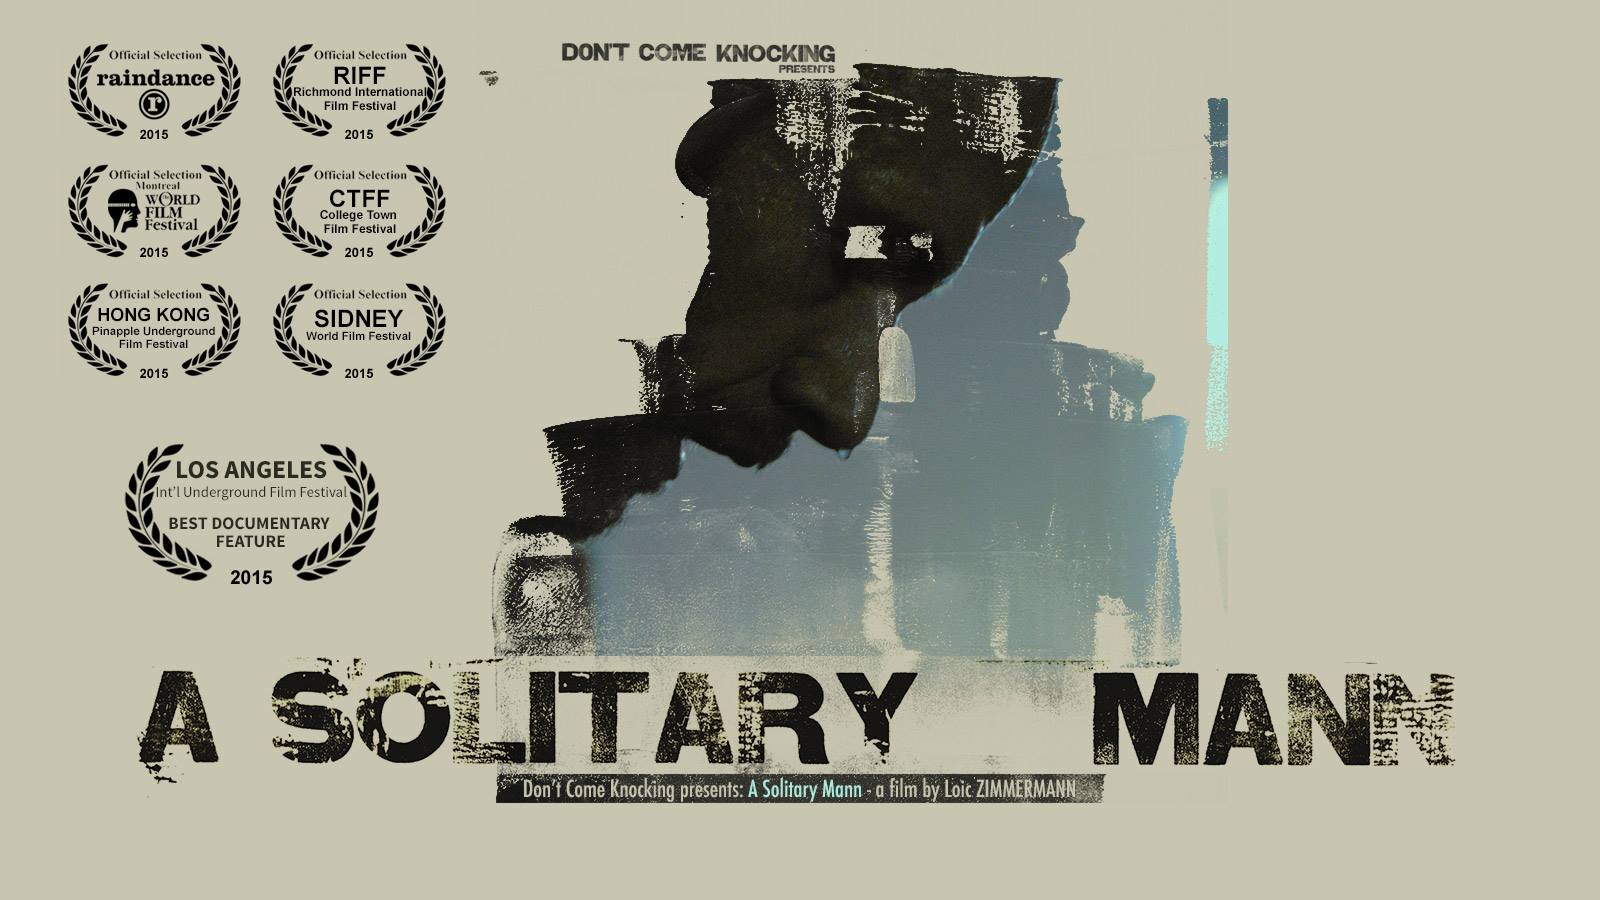 Official Selection
raindance
r
2015
Official Selection
RIFF
Richmond International
Film Festival
2015
Official Selection
Montreal
WORLD
FILM
Festival
2015
Official Selection
CTFF
College Town
Film Festival
2015
Official Selection
HONG KONG
Pinapple Underground
Film Festival
2015
Official Selection
SIDNEY
World Film Festival
2015
LOS ANGELES
Int'l Underground Film Festival
BEST DOCUMENTARY
FEATURE
2015
DON'T COME KNOCKING
PRESENTS
A SOLITARY MANN
Don't Come Knocking presents: A Solitary Mann - a film by Loic ZIMMERMANN